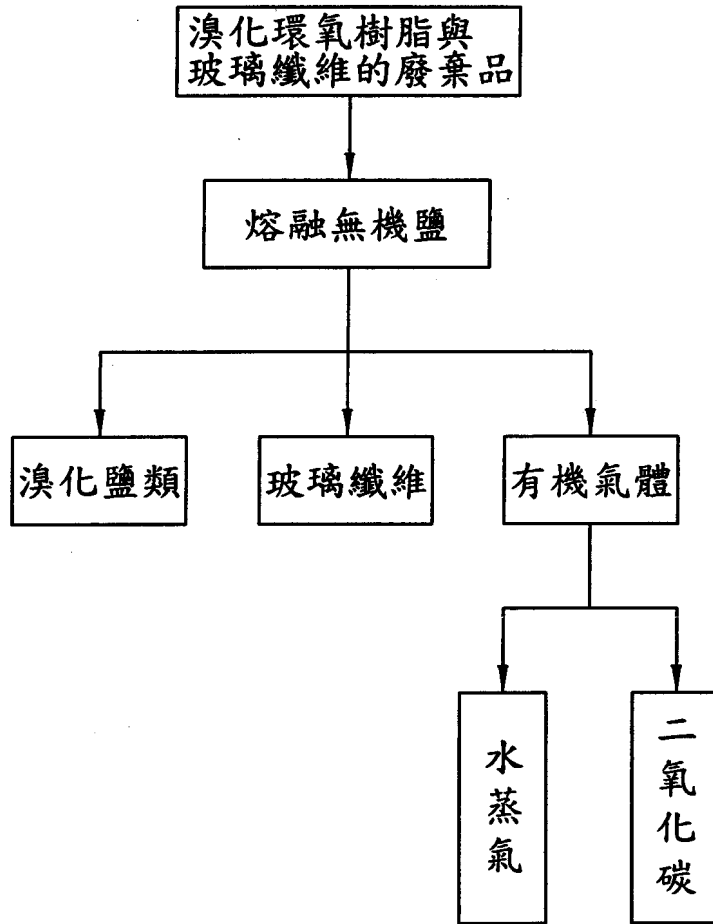 溴化環氧樹脂與
玻璃纖維的廢棄品
熔融無機鹽
溴化鹽類
玻璃纖維
有機氣體
水蒸氣
二氧化碳